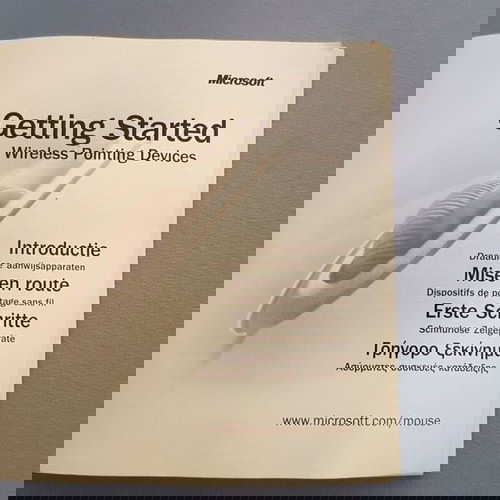 Microsoft
Getting Started
Wireless Pointing Devices
Introductie
aanwijsapparaten
Mise en route
Dispositifs de
sans fil
Erste Schritte
Γρήγορο ξεκίνημα
www.microsoft.com/mouse